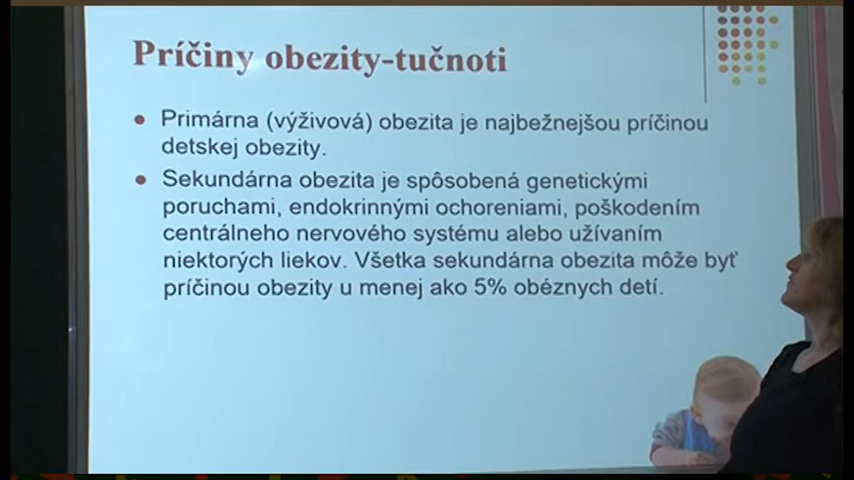 Príčiny obezity-tučnoti
Primárna (výživová) obezita je najbežnejšou príčinou
detskej obezity.
Sekundárna obezita je spôsobená genetickými
poruchami, endokrinnými ochoreniami, poškodením
centrálneho nervového systému alebo užívaním
niektorých liekov. Všetka sekundárna obezita môže byť
príčinou obezity u menej ako 5% obéznych detí.